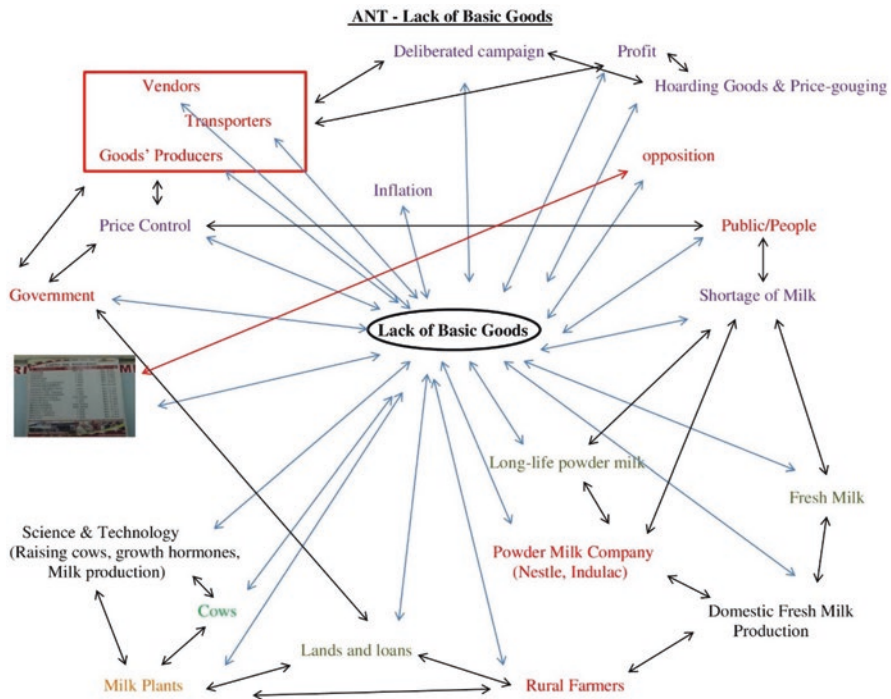 ANT - Lack of Basic Goods
Deliberated campaign
Profit
Hoarding Goods & Price-gouging
Vendors
Transporters
Goods' Producers
opposition
Inflation
Price Control
Public/People
Government
Shortage of Milk
Lack of Basic Goods
Long-life powder milk
Fresh Milk
Science & Technology
(Raising cows, growth hormones,
Milk production)
Powder Milk Company
(Nestle, Indulac)
Cows
Domestic Fresh Milk
Production
Lands and loans
Milk Plants
Rural Farmers